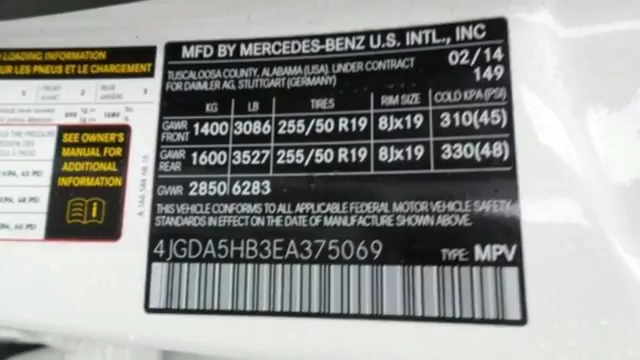 LOADING INFORMATION
UR LES PNEUS ET LE CHARGEMENT
SEE OWNER'S
MANUAL FOR
ADDITIONAL
INFORMATION
MFD BY MERCEDES-BENZ U.S. INTL., INC
TUSCALOOSA COUNTY, ALABAMA (USA), UNDER CONTRACT 02/14
FOR DAIMLER AG, STUTTGART (GERMANY) 149
KG LB TIRES RIM SIZE COLD KPA (PSI)
GAWR FRONT 1400 3086 255/50 R19 8Jx19 310(45)
GAWR REAR 1600 3527 255/50 R19 8Jx19 330(48)
GVWR 2850 6283
THIS VEHICLE CONFORMS TO ALL APPLICABLE FEDERAL MOTOR VEHICLE SAFETY
STANDARDS IN EFFECT ON THE DATE OF MANUFACTURE SHOWN ABOVE.
4JGDA5HB3EA375069 TYPE: MPV